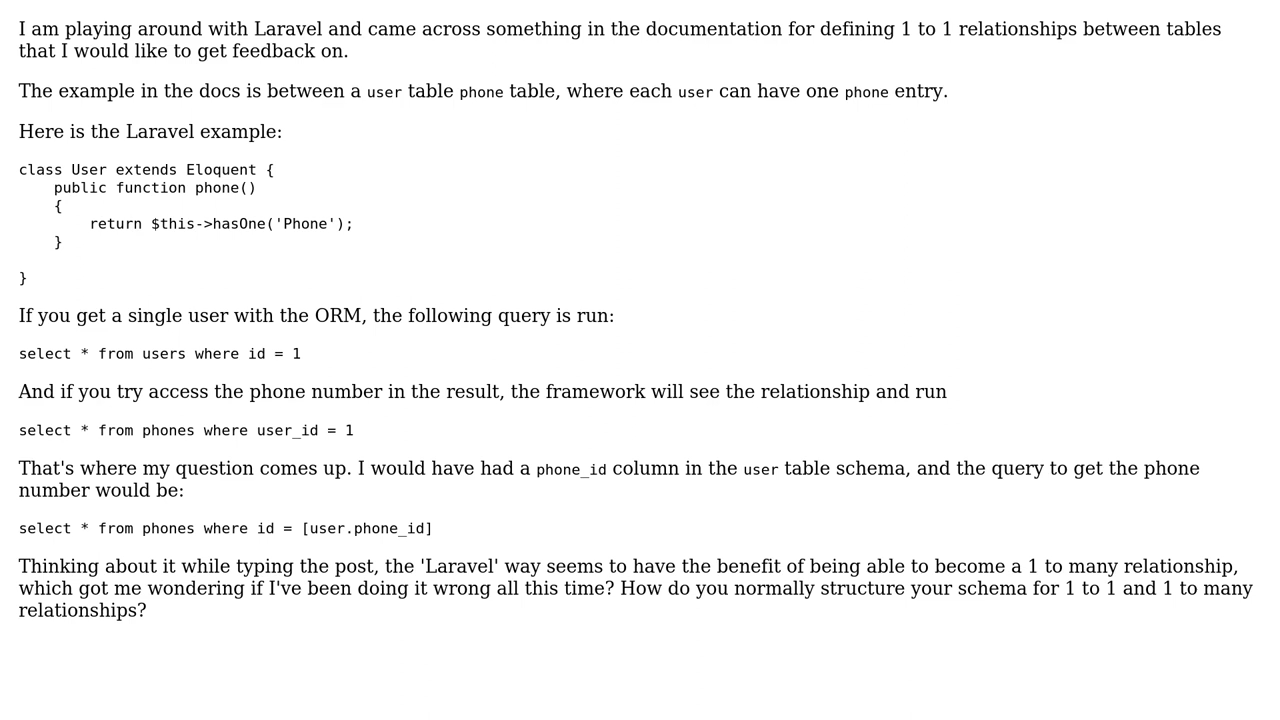 I am playing around with Laravel and came across something in the documentation for defining 1 to 1 relationships between tables
that I would like to get feedback on.
The example in the docs is between a user table phone table, where each user can have one phone entry.
Here is the Laravel example:
class User extends Eloquent {
    public function phone()
    {
        return $this->hasOne('Phone');
    }
}
If you get a single user with the ORM, the following query is run:
select * from users where id = 1
And if you try access the phone number in the result, the framework will see the relationship and run
select * from phones where user_id = 1
That's where my question comes up. I would have had a phone_id column in the user table schema, and the query to get the phone
number would be:
select * from phones where id = [user.phone_id]
Thinking about it while typing the post, the 'Laravel' way seems to have the benefit of being able to become a 1 to many relationship,
which got me wondering if I've been doing it wrong all this time? How do you normally structure your schema for 1 to 1 and 1 to many
relationships?